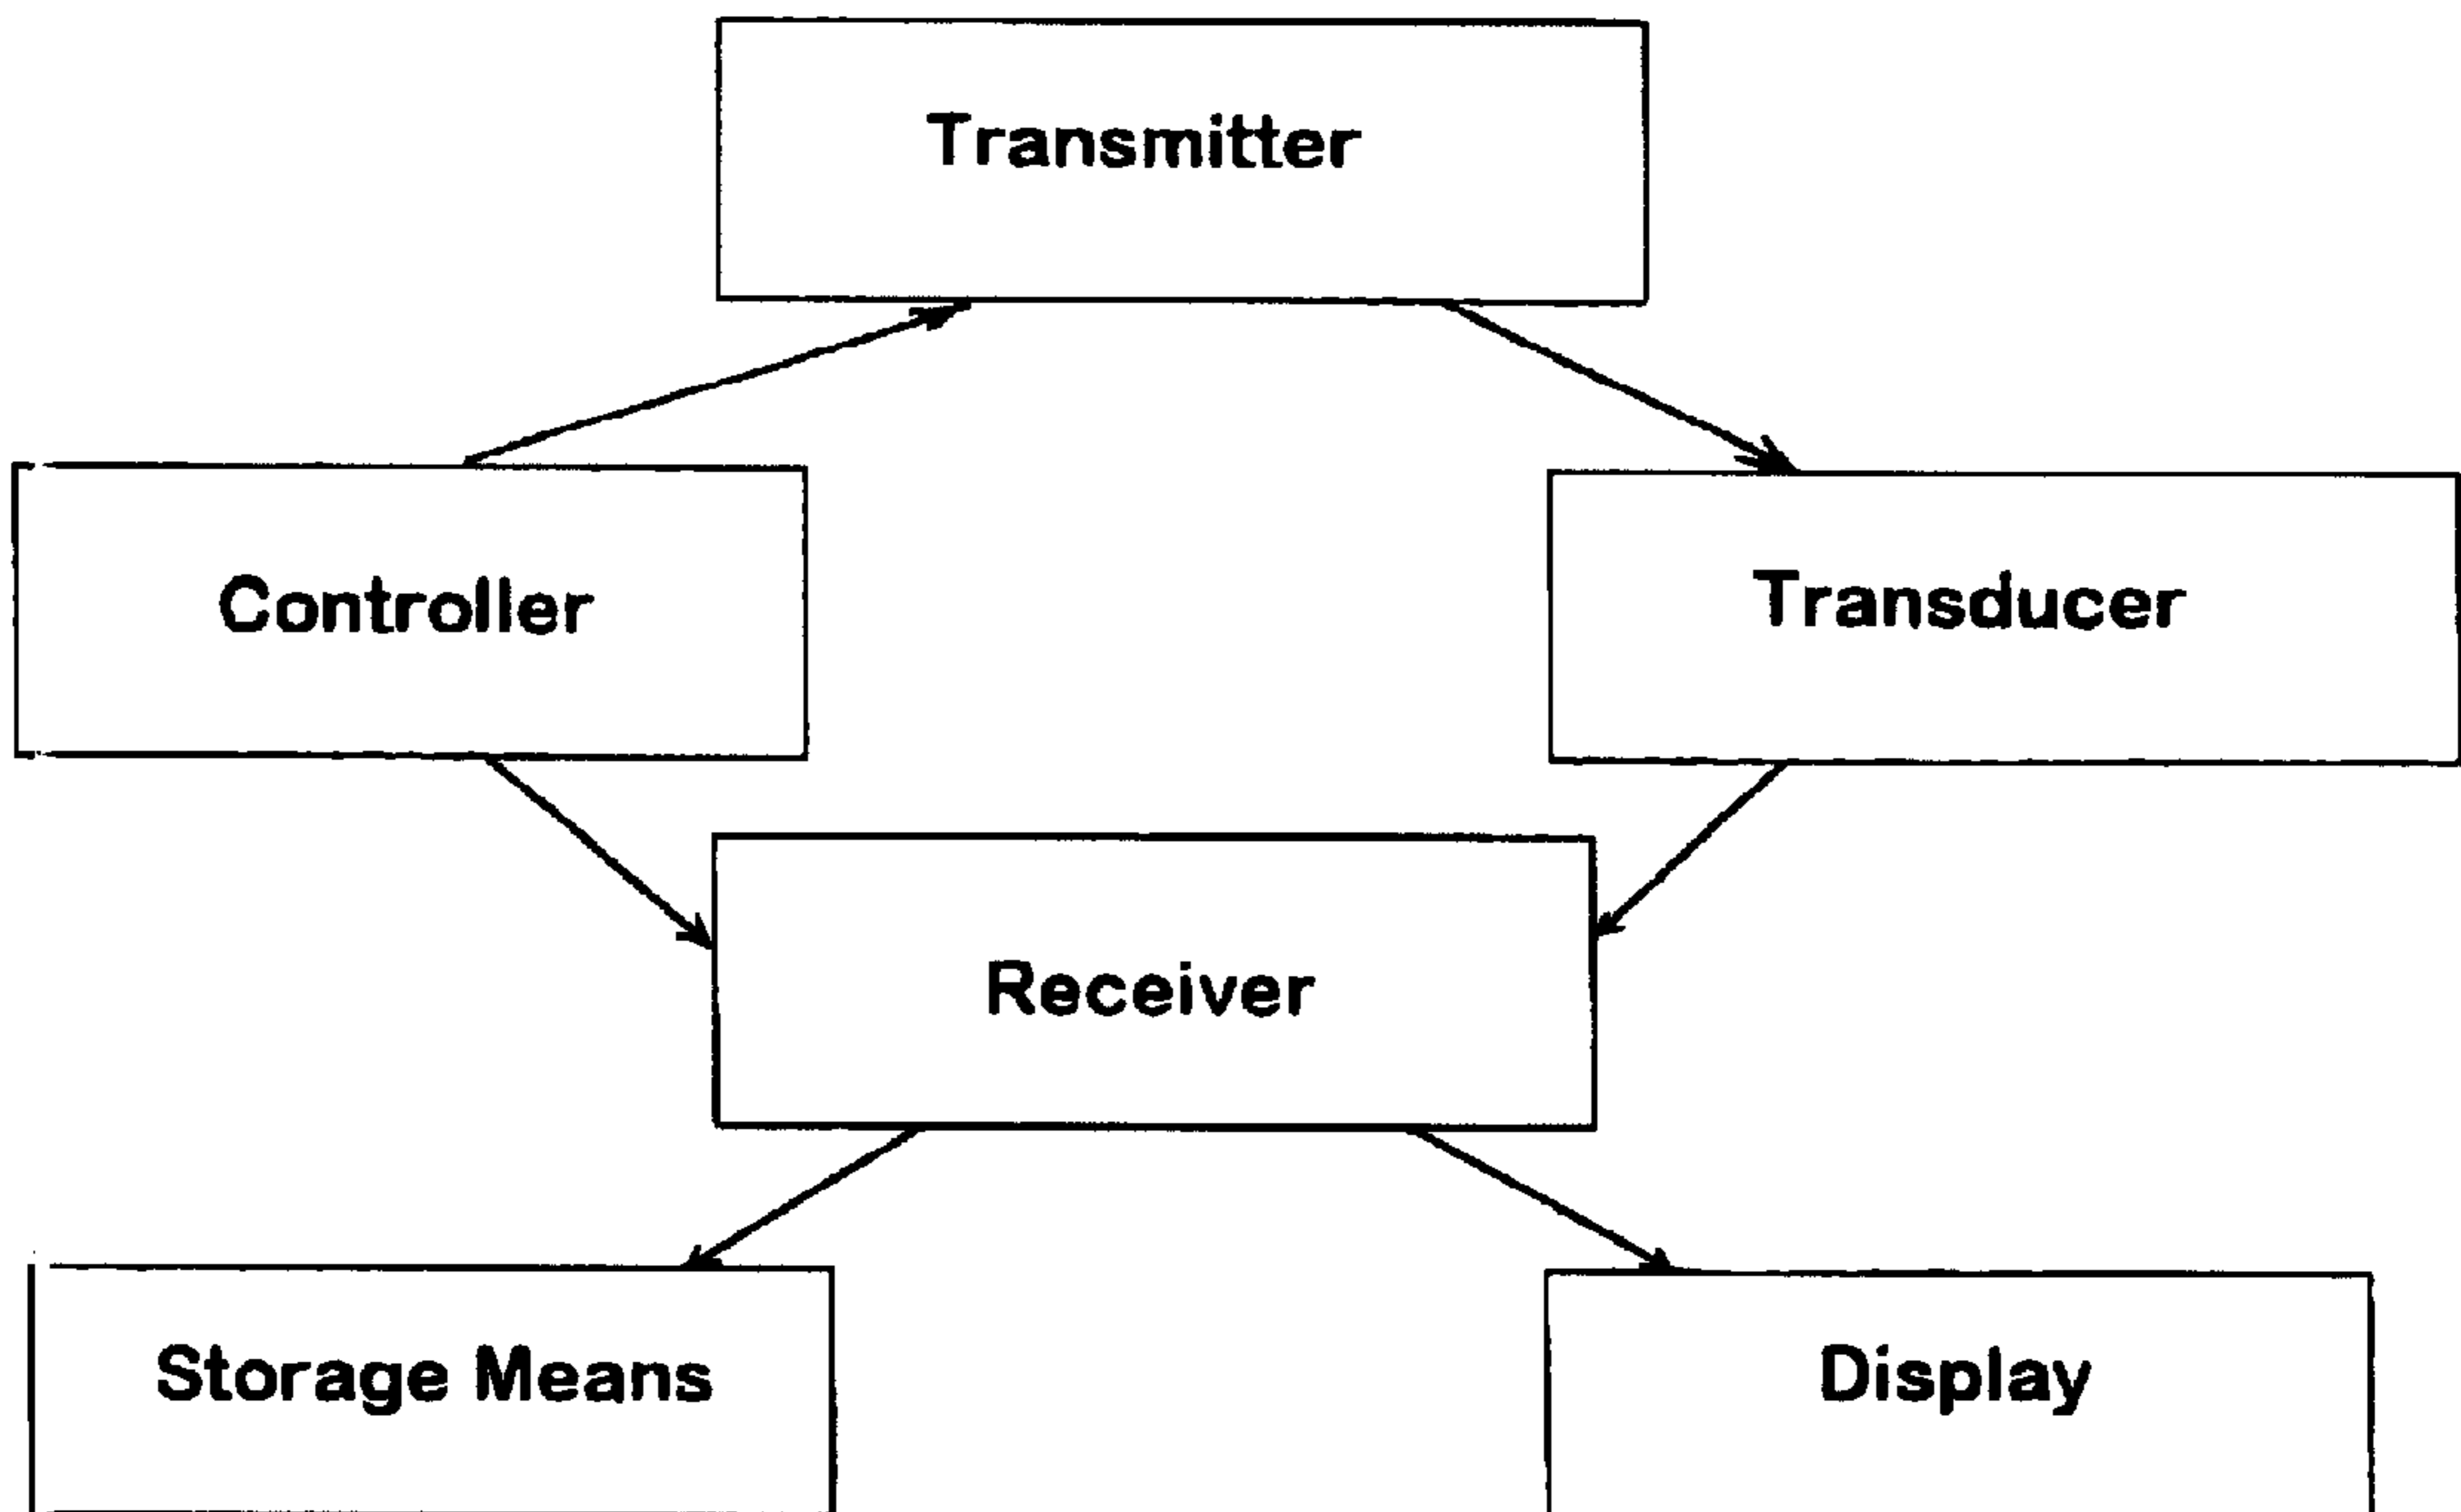 Transmitter
Controller
Transducer
Receiver
Storage Means
Display